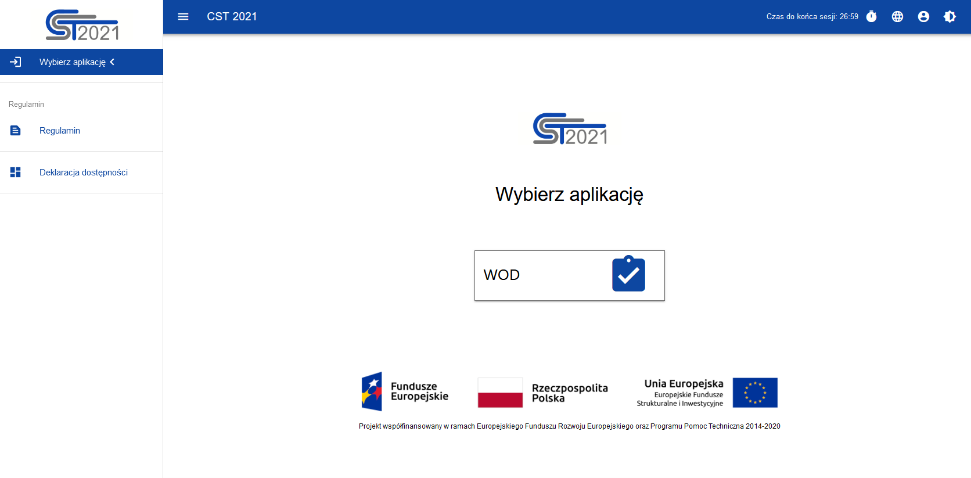 CST2021
CST 2021
Czas do końca sesji: 26:59
Wybierz aplikację
Regulamin
Regulamin
Deklaracja dostępności
CST2021
Wybierz aplikację
WOD
Fundusze
Europejskie
Rzeczpospolita
Polska
Unia Europejska
Europejskie Fundusze
Strukturalne i Inwestycyjne
Projekt współfinansowany w ramach Europejskiego Funduszu Rozwoju Europejskiego oraz Programu Pomoc Techniczna 2014-2020